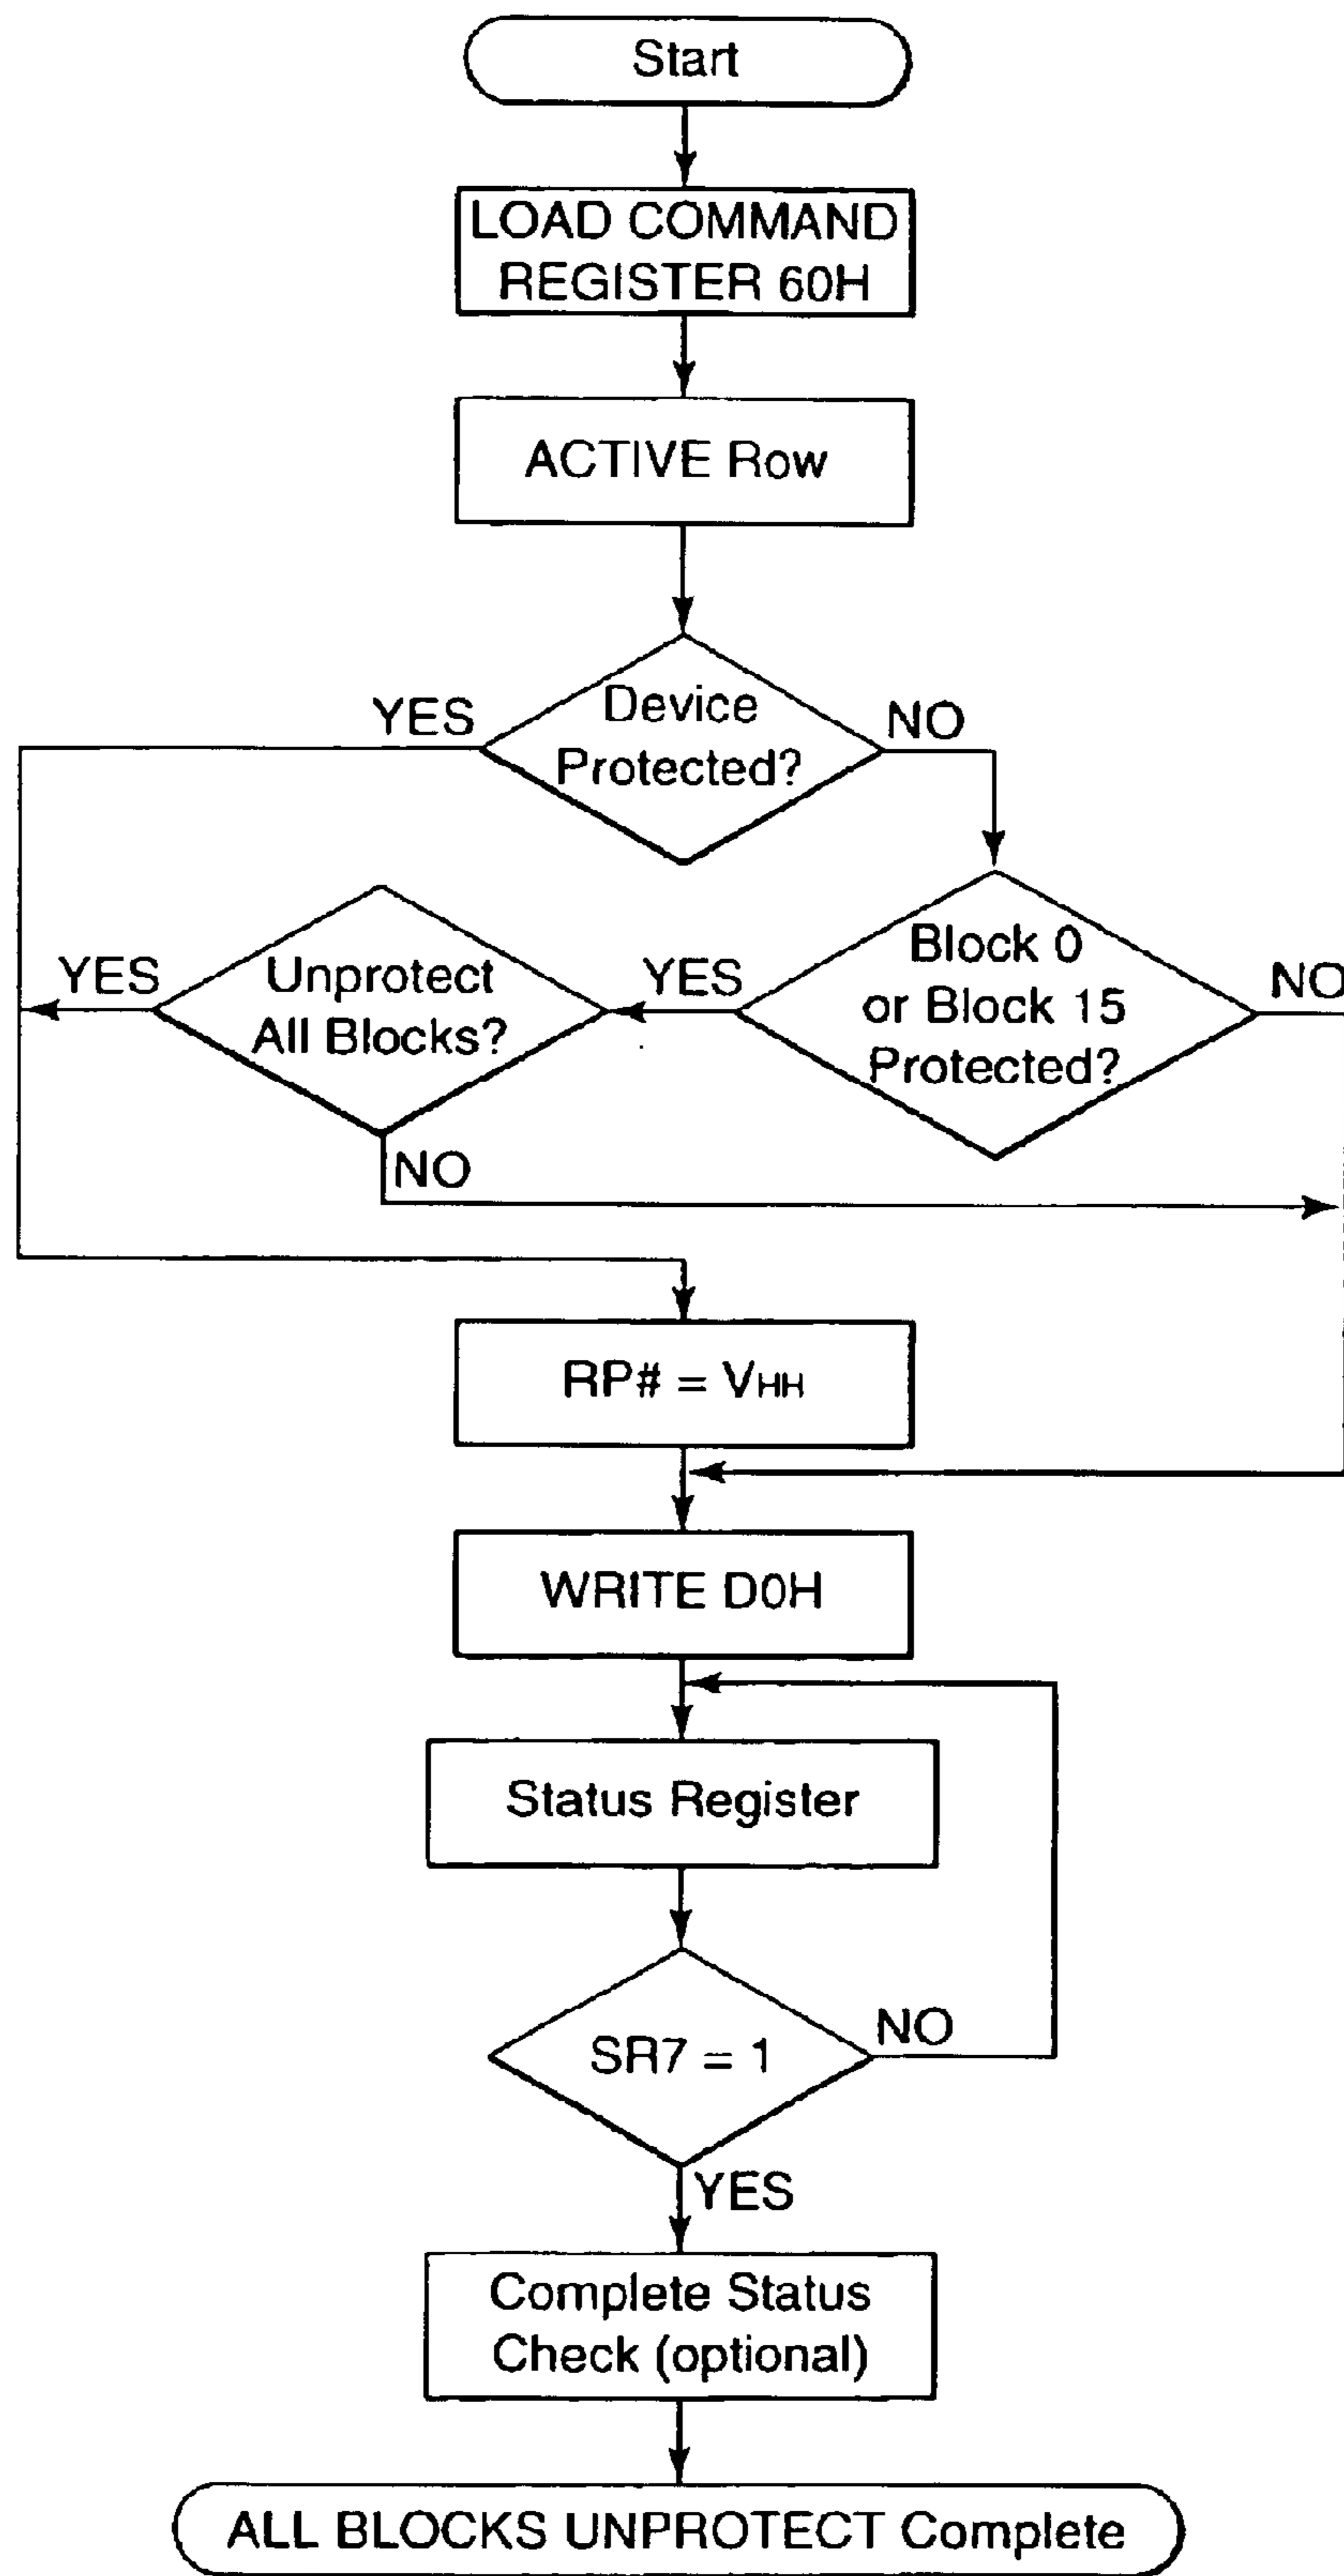 Start
LOAD COMMAND
REGISTER 60H
ACTIVE Row
YES
Device
Protected?
NO
YES
Unprotect
All Blocks?
YES
Block 0
or Block 15
Protected?
NO
NO
RP# = VHH
WRITE D0H
Status Register
SR7 = 1
NO
YES
Complete Status
Check (optional)
ALL BLOCKS UNPROTECT Complete